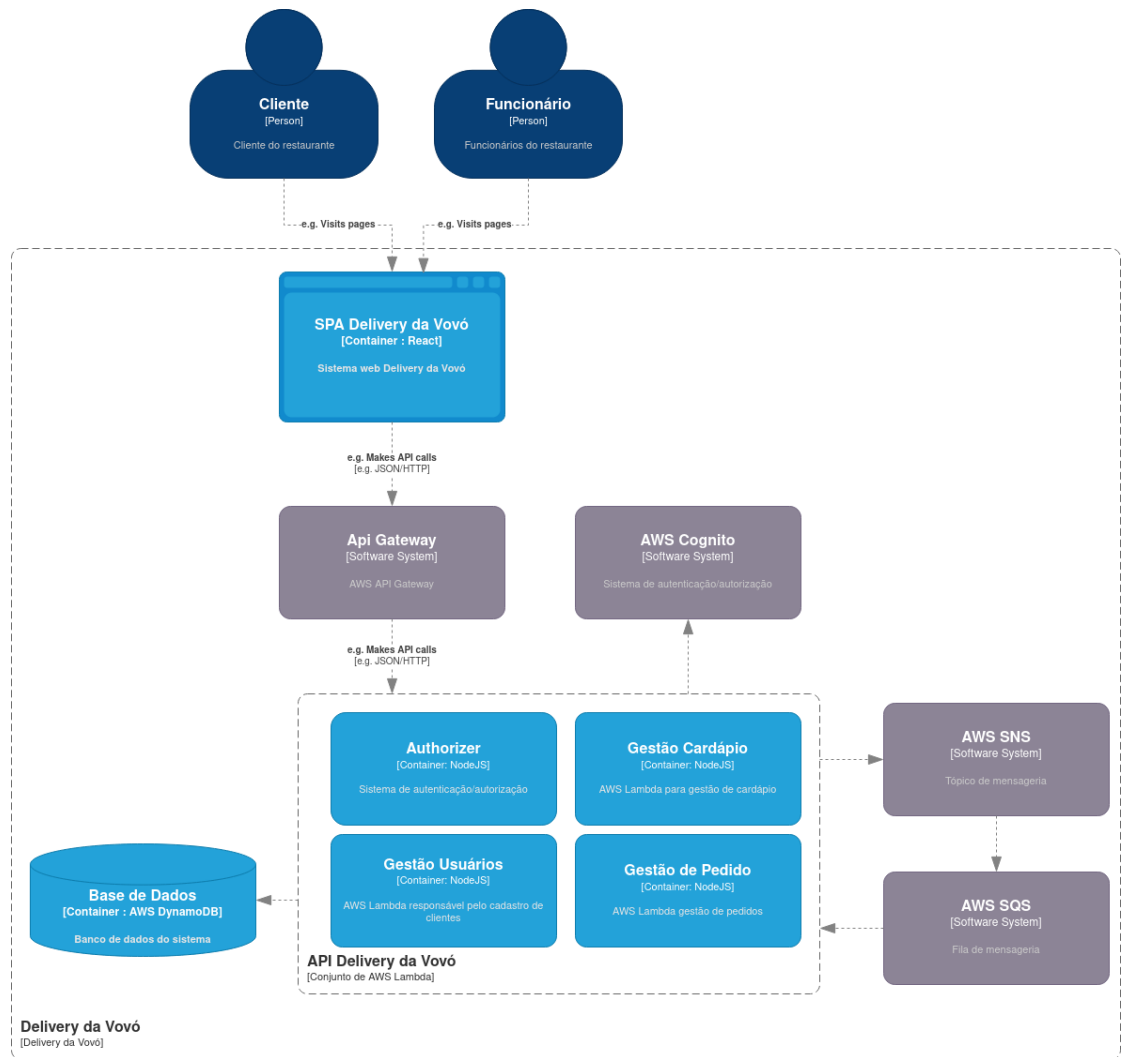 Cliente
[Person]
Cliente do restaurante
Funcionário
[Person]
Funcionários do restaurante
e.g. Visits pages
e.g. Visits pages
SPA Delivery da Vovó
[Container : React]
Sistema web Delivery da Vovó
e.g. Makes API calls
[e.g. JSON/HTTP]
Api Gateway
[Software System]
AWS API Gateway
AWS Cognito
[Software System]
Sistema de autenticação/autorização
e.g. Makes API calls
[e.g. JSON/HTTP]
Authorizer
[Container: NodeJS]
Sistema de autenticação/autorização
Gestão Cardápio
[Container: NodeJS]
AWS Lambda para gestão de cardápio
AWS SNS
[Software System]
Tópico de mensageria
Gestão Usuários
[Container: NodeJS]
AWS Lambda responsável pelo cadastro de
clientes
Gestão de Pedido
[Container: NodeJS]
AWS Lambda gestão de pedidos
Base de Dados
[Container : AWS DynamoDB]
Banco de dados do sistema
AWS SQS
[Software System]
Fila de mensageria
API Delivery da Vovó
[Conjunto de AWS Lambda]
Delivery da Vovó
[Delivery da Vovó]